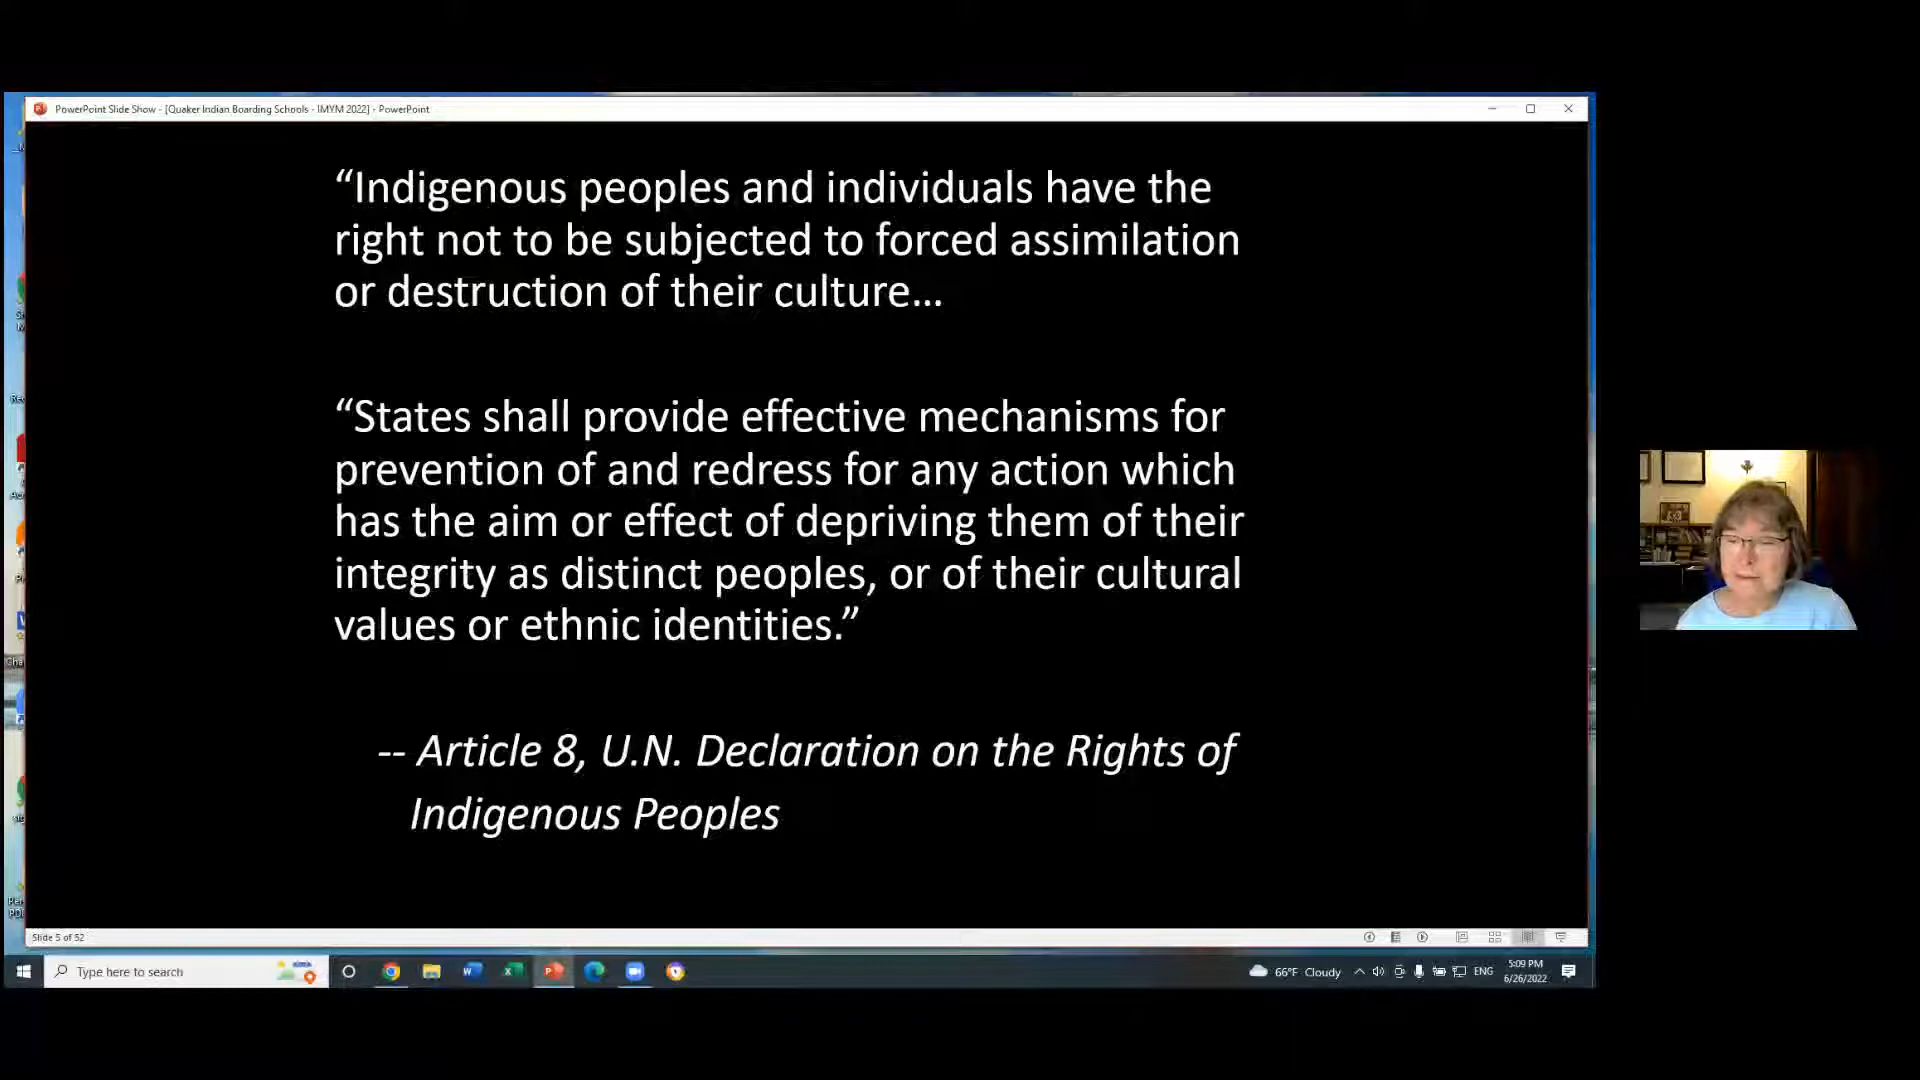 PowerPoint Slide Show - [Quaker Indian Boarding Schools - IMYM 2022] - PowerPoint
“Indigenous peoples and individuals have the
right not to be subjected to forced assimilation
or destruction of their culture…
“States shall provide effective mechanisms for
prevention of and redress for any action which
has the aim or effect of depriving them of their
integrity as distinct peoples, or of their cultural
values or ethnic identities.”
-- Article 8, U.N. Declaration on the Rights of
Indigenous Peoples
Slide 5 of 52
Type here to search
66°F Cloudy
ENG
5:09 PM
6/26/2022